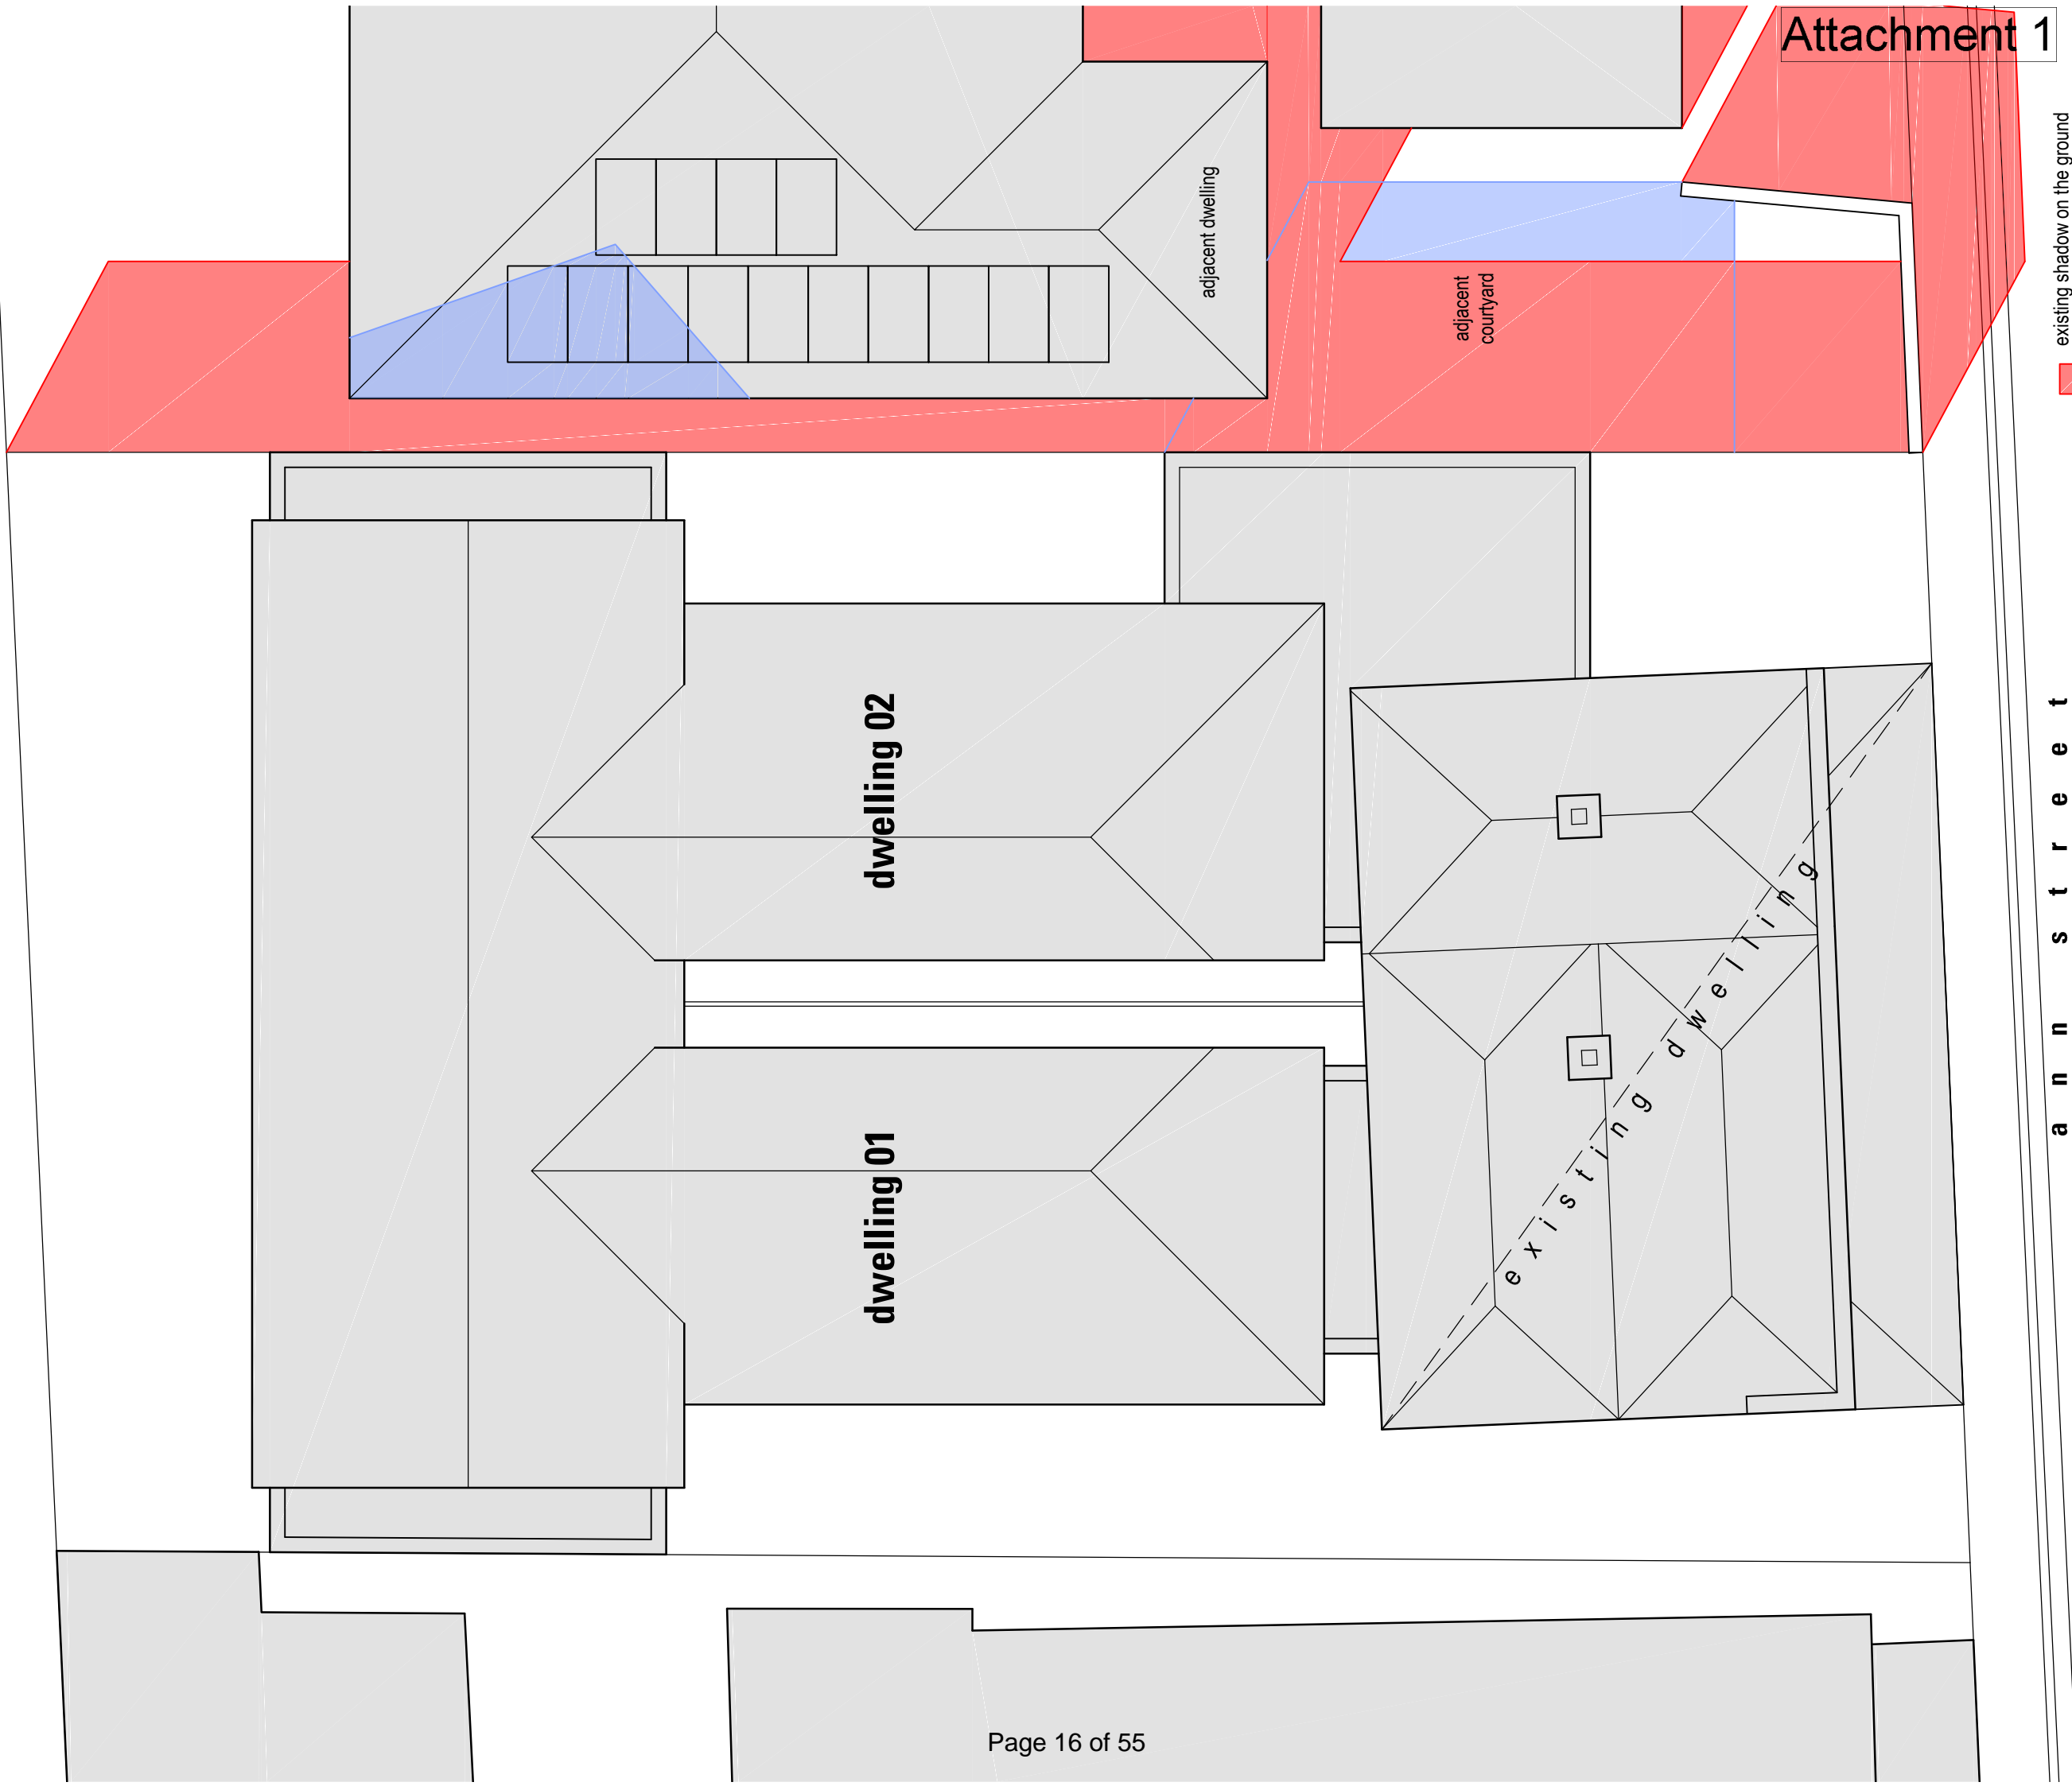 Attachment 1
existing shadow on the ground
adjacent dwelling
adjacent
courtyard
dwelling 02
dwelling 01
existing dwelling
ann street
Page 16 of 55